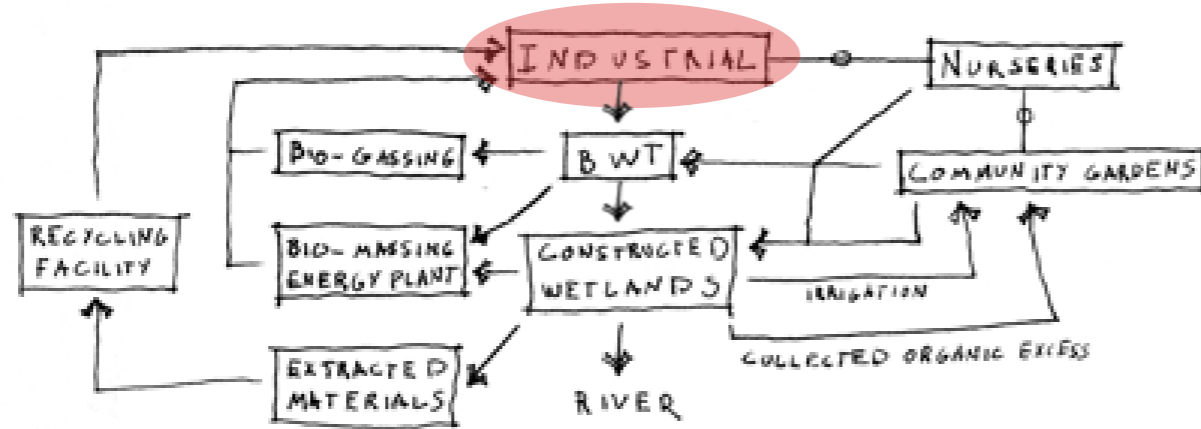 INDUSTRIAL
NURSERIES
BIO-GASSING
BWT
COMMUNITY GARDENS
RECYCLING
FACILITY
BIO-MASSING
ENERGY PLANT
CONSTRUCTED
WETLANDS
IRRIGATION
COLLECTED ORGANIC EXCESS
EXTRACTED
MATERIALS
RIVER